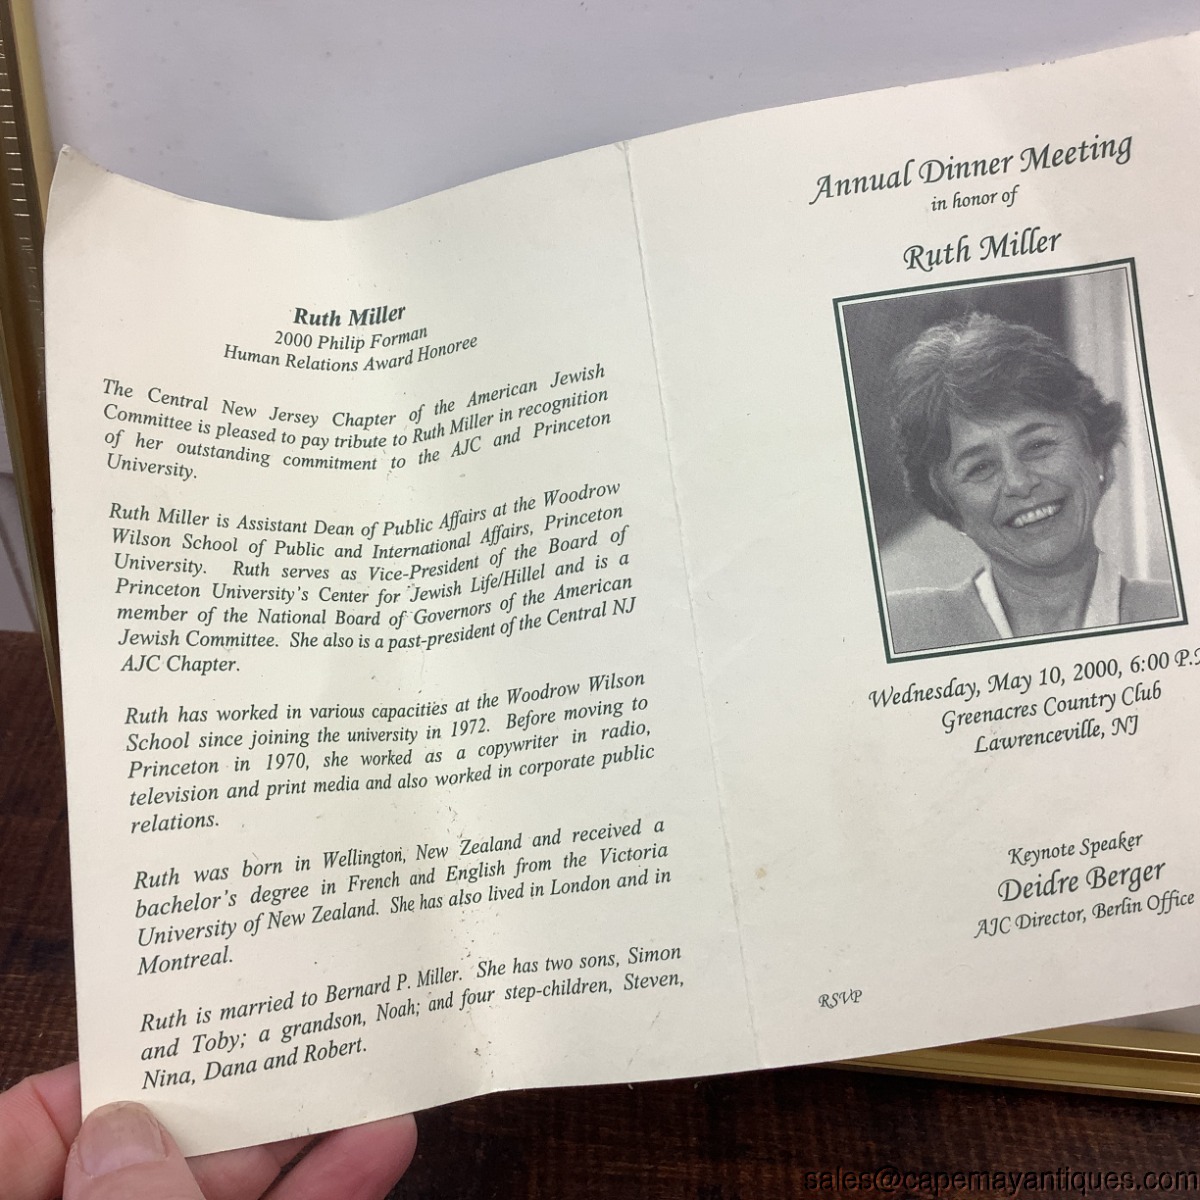 Ruth Miller
2000 Philip Forman
Human Relations Award Honoree
The Central New Jersey Chapter of the American Jewish
Committee is pleased to pay tribute to Ruth Miller in recognition
of her outstanding commitment to the AJC and Princeton
University.
Ruth Miller is Assistant Dean of Public Affairs at the Woodrow
Wilson School of Public and International Affairs, Princeton
University. Ruth serves as Vice-President of the Board of
Princeton University's Center for Jewish Life/Hillel and is a
member of the National Board of Governors of the American
Jewish Committee. She also is a past-president of the Central NJ
AJC Chapter.
Ruth has worked in various capacities at the Woodrow Wilson
School since joining the university in 1972. Before moving to
Princeton in 1970, she worked as a copywriter in radio,
television and print media and also worked in corporate public
relations.
Ruth was born in Wellington, New Zealand and received a
bachelor's degree in French and English from the Victoria
University of New Zealand. She has also lived in London and in
Montreal.
Ruth is married to Bernard P. Miller. She has two sons, Simon
and Toby; a grandson, Noah; and four step-children, Steven,
Nina, Dana and Robert.
Annual Dinner Meeting
in honor of
Ruth Miller
Wednesday, May 10, 2000, 6:00 P.
Greenacres Country Club
Lawrenceville, NJ
Keynote Speaker
Deidre Berger
AJC Director, Berlin Office
RSVP
sales@capemayantiques.com